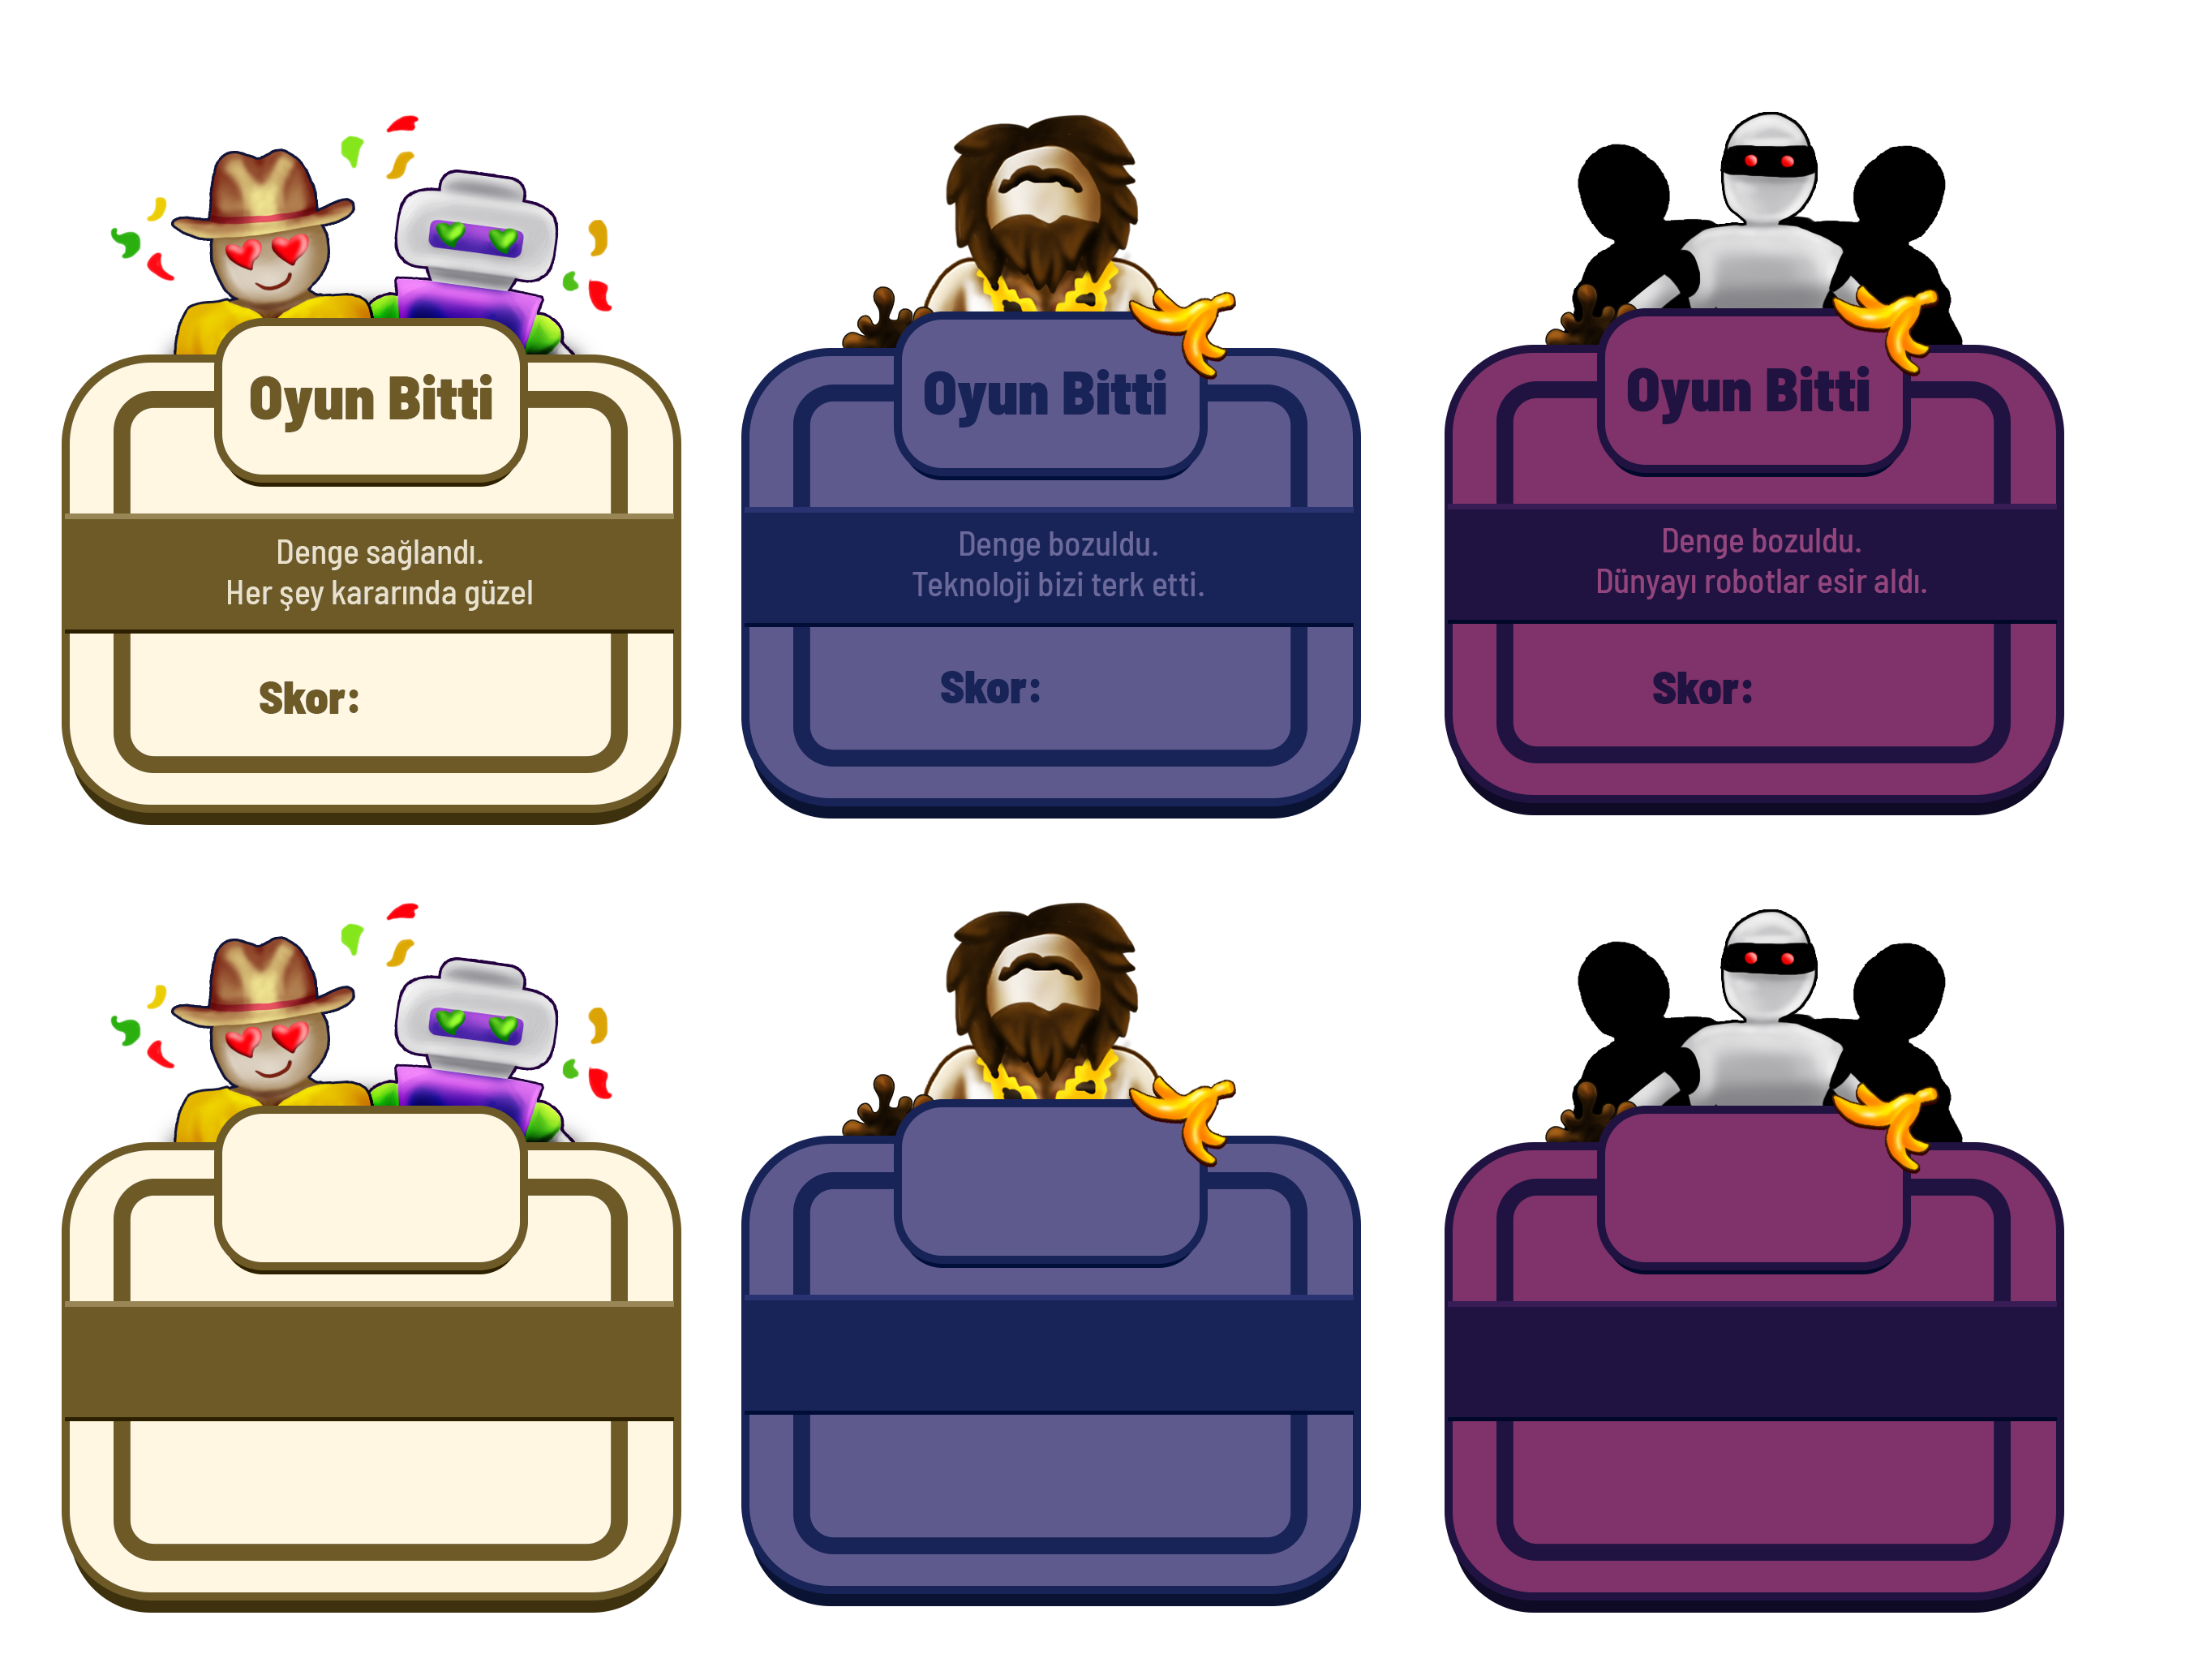 Oyun Bitti
Denge sağlandı.
Her şey kararında güzel
Skor:
Oyun Bitti
Denge bozuldu.
Teknoloji bizi terk etti.
Skor:
Oyun Bitti
Denge bozuldu.
Dünyayı robotlar esir aldı.
Skor: